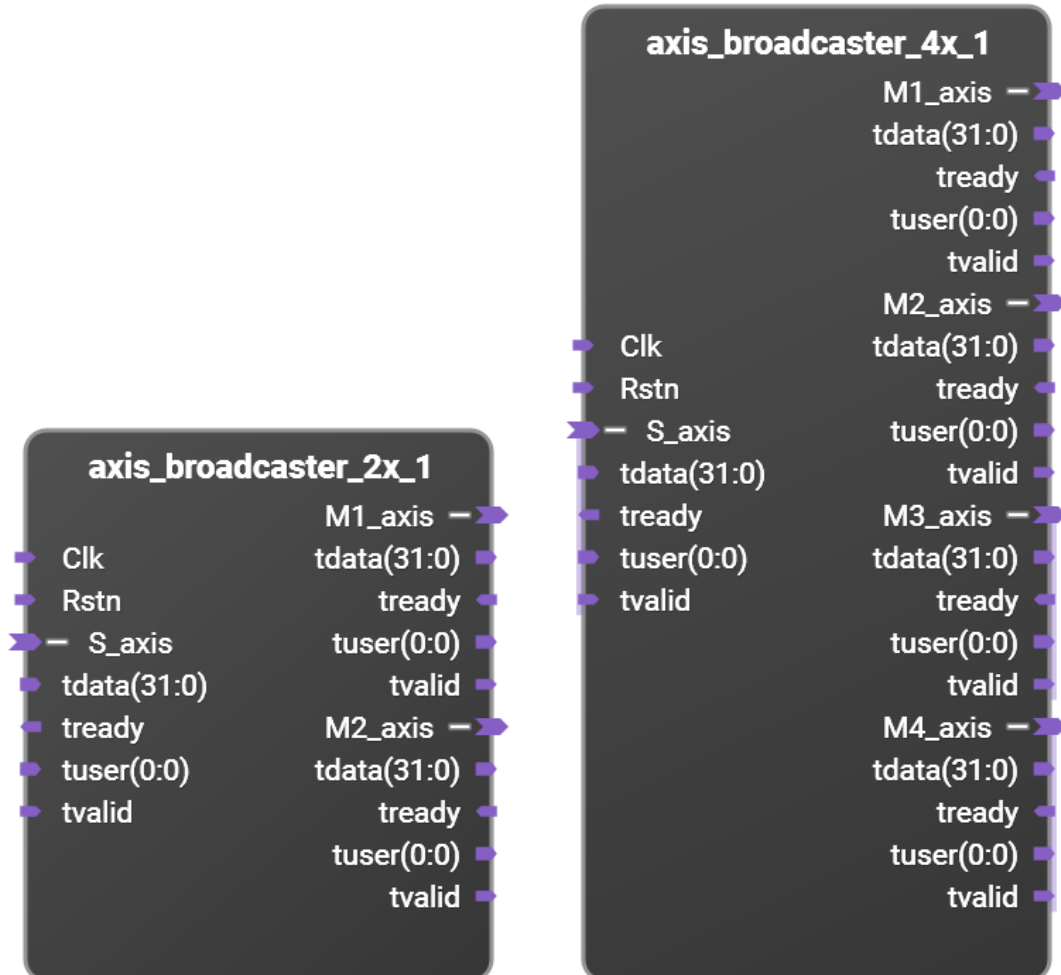 axis_broadcaster_2x_1
M1_axis
Clk tdata(31:0)
Rstn tready
S_axis tuser(0:0)
tdata(31:0) tvalid
tready M2_axis
tuser(0:0) tdata(31:0)
tvalid tready
tuser(0:0)
tvalid
axis_broadcaster_4x_1
M1_axis
tdata(31:0)
tready
tuser(0:0)
tvalid
M2_axis
Clk tdata(31:0)
Rstn tready
S_axis tuser(0:0)
tdata(31:0) tvalid
tready M3_axis
tuser(0:0) tdata(31:0)
tvalid tready
tuser(0:0)
tvalid
M4_axis
tdata(31:0)
tready
tuser(0:0)
tvalid